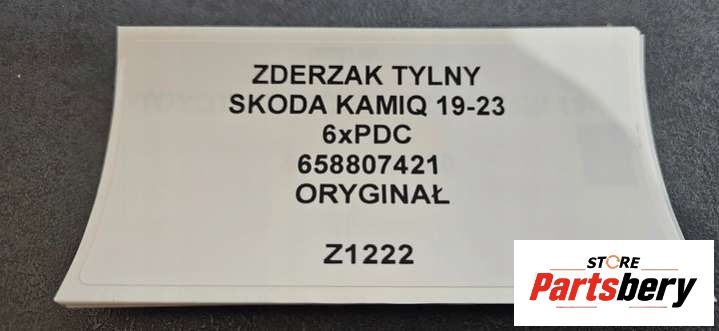 ZDERZAK TYLNY
SKODA KAMIQ 19-23
6xPDC
658807421
ORYGINAŁ
Z1222
STORE
Partsbery